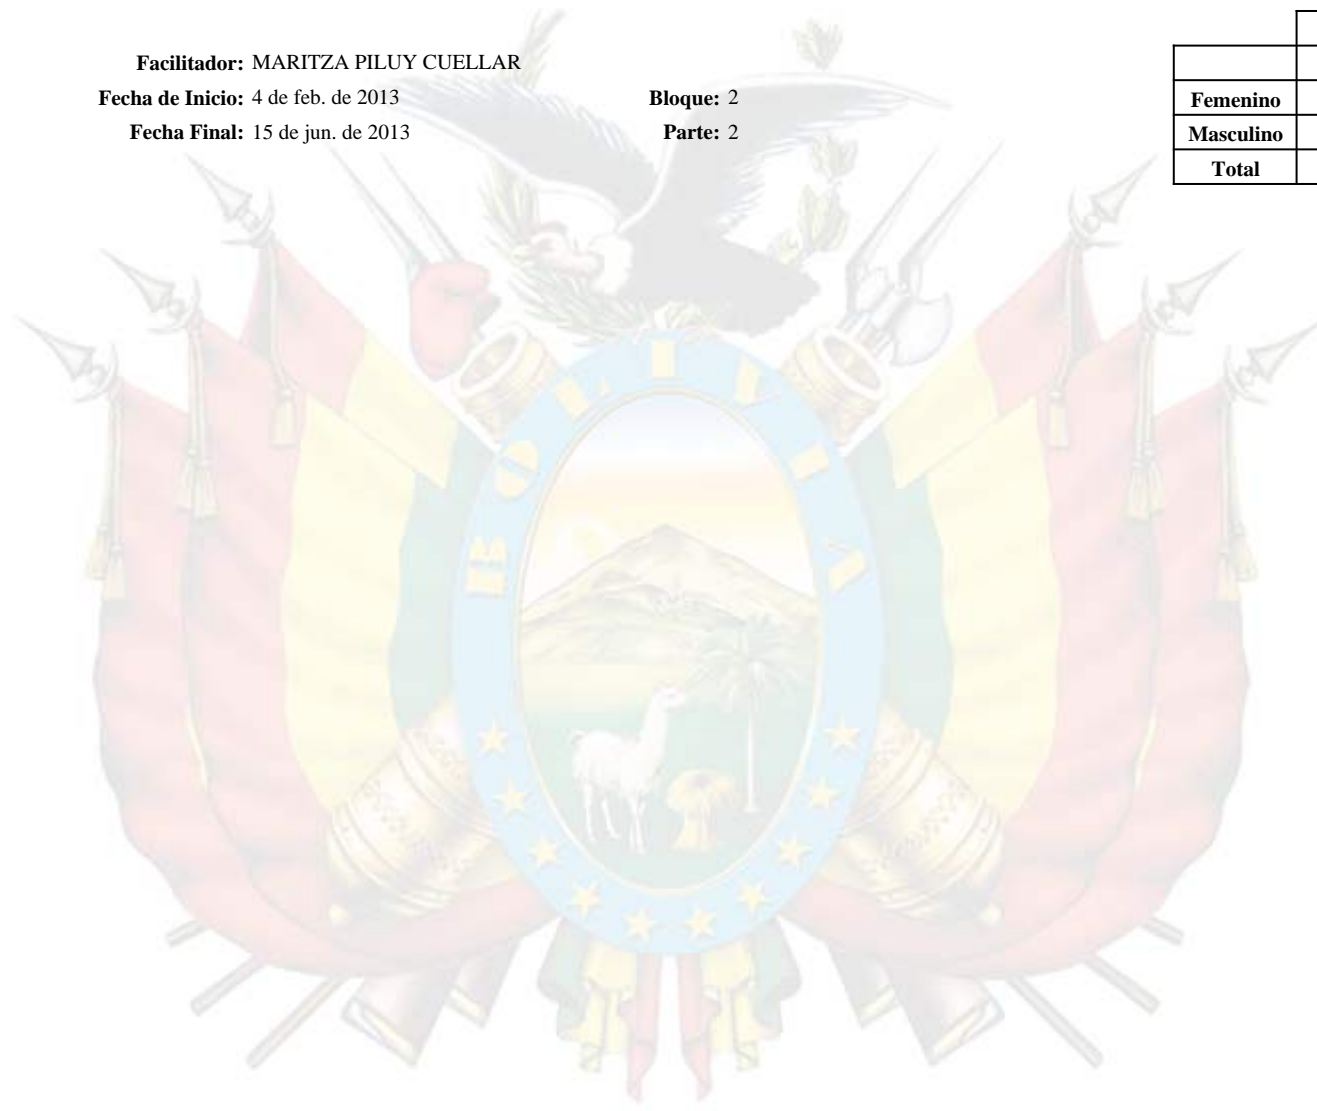 Facilitador: MARITZA PILUY CUELLAR
Fecha de Inicio: 4 de feb. de 2013 Bloque: 2
Fecha Final: 15 de jun. de 2013 Parte: 2
Femenino
Masculino
Total
BOLIVIA